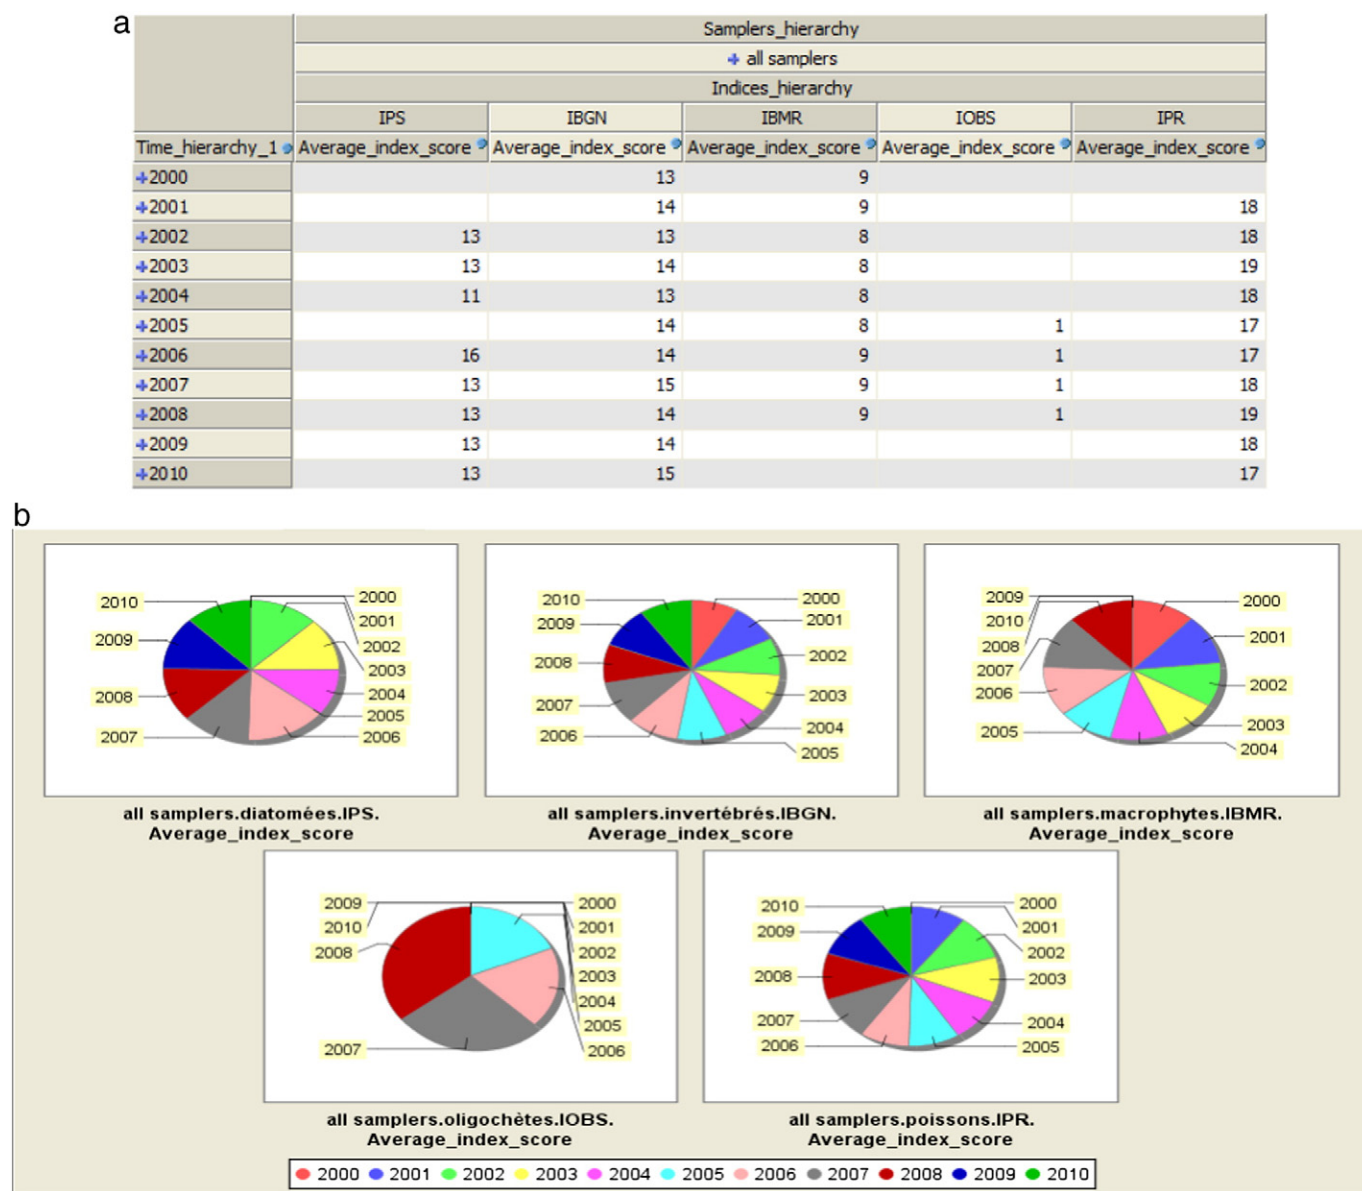 a
Samplers_hierarchy
+ all samplers
Indices_hierarchy
IPS IBGN IBMR IOBS IPR
Time_hierarchy_1 Average_index_score Average_index_score Average_index_score Average_index_score Average_index_score
+2000 13 9
+2001 14 9 18
+2002 13 13 8 18
+2003 13 14 8 19
+2004 11 13 8 18
+2005 14 8 1 17
+2006 16 14 9 1 17
+2007 13 15 9 1 18
+2008 13 14 9 1 19
+2009 13 14 18
+2010 13 15 17
b
2010 2000
2001
2009 2002
2003
2008 2004
2005
2007 2006
all samplers.diatomées.IPS.
Average_index_score
2010 2000
2009 2001
2008 2002
2007 2003
2006 2004
2005
all samplers.invertébrés.IBGN.
Average_index_score
2009 2000
2010 2001
2008
2007 2002
2006
2005 2003
2004
all samplers.macrophytes.IBMR.
Average_index_score
2009 2000
2010 2001
2008 2002
2003
2004
2005
2007 2006
all samplers.oligochètes.IOBS.
Average_index_score
2010 2000
2009 2001
2002
2008 2003
2007 2004
2006 2005
all samplers.poissons.IPR.
Average_index_score
2000 2001 2002 2003 2004 2005 2006 2007 2008 2009 2010